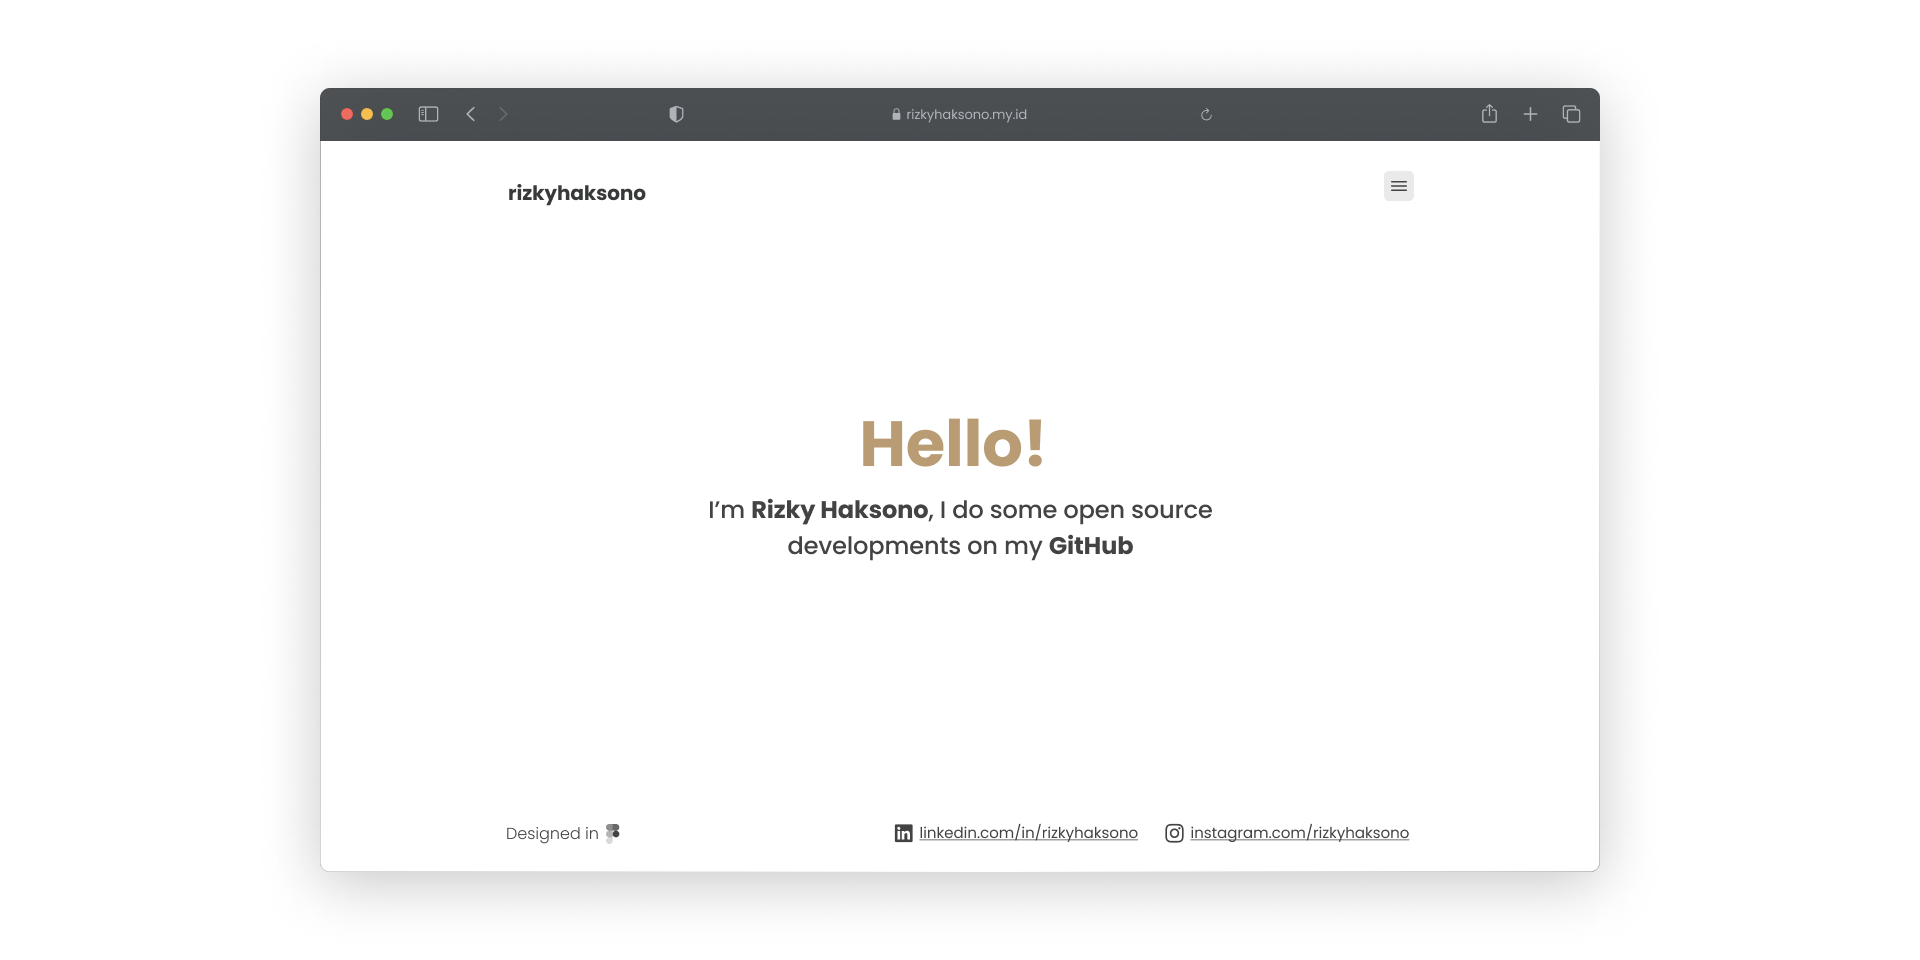 rizkyhaksono.my.id
rizkyhaksono
Hello!
I’m Rizky Haksono, I do some open source
developments on my GitHub
Designed in
linkedin.com/in/rizkyhaksono
instagram.com/rizkyhaksono